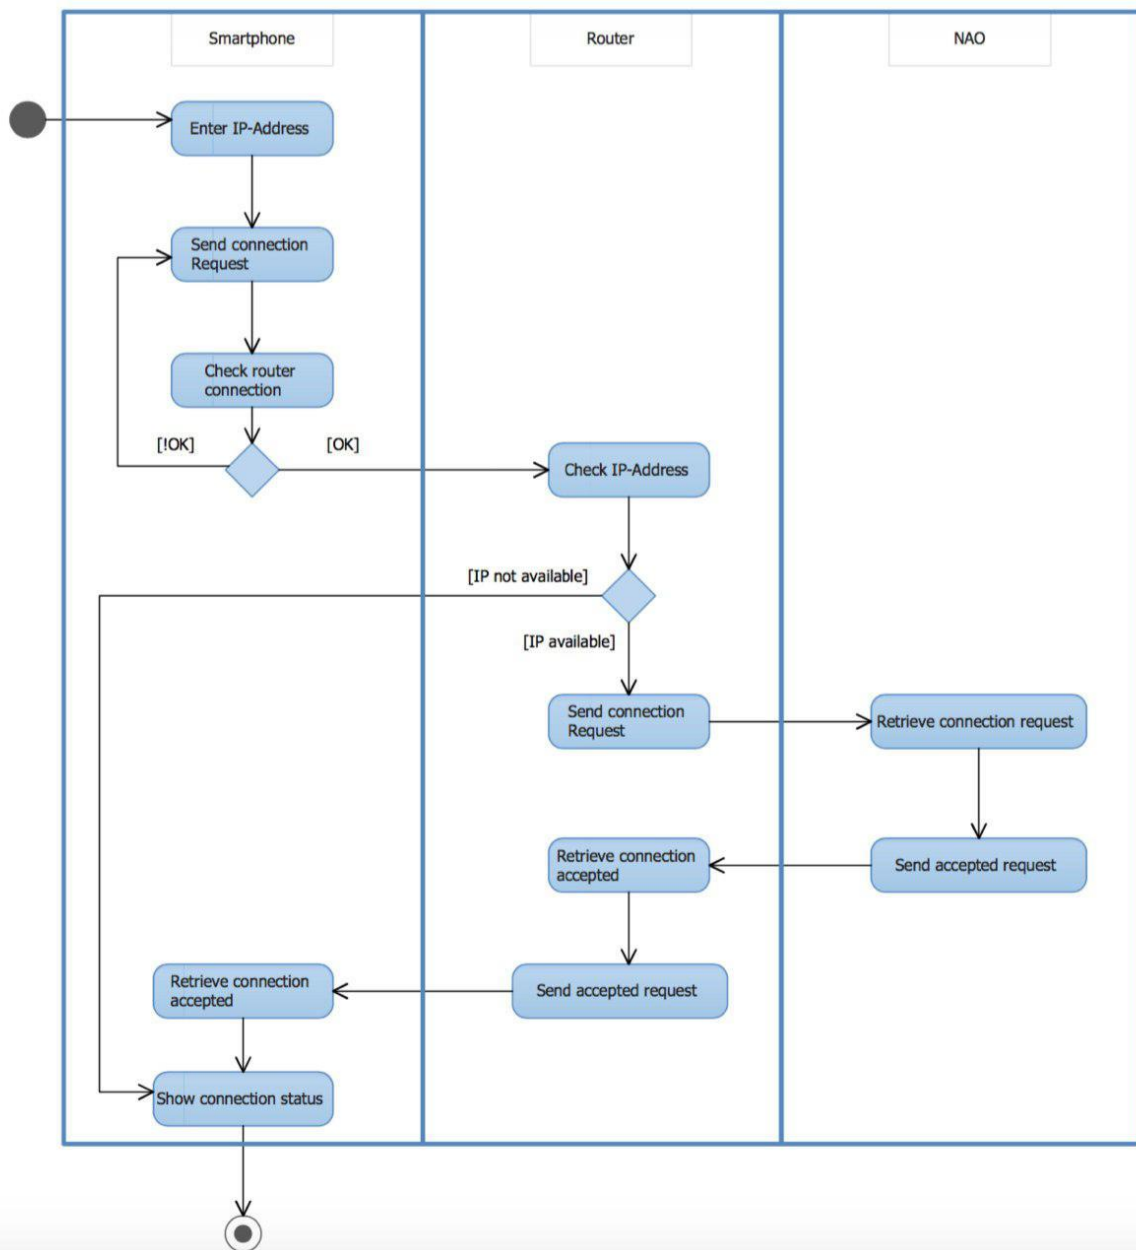 Smartphone
Router
NAO
Enter IP-Address
Send connection
Request
Check router
connection
[!OK]
[OK]
Check IP-Address
[IP not available]
[IP available]
Send connection
Request
Retrieve connection request
Retrieve connection
accepted
Send accepted request
Retrieve connection
accepted
Send accepted request
Show connection status